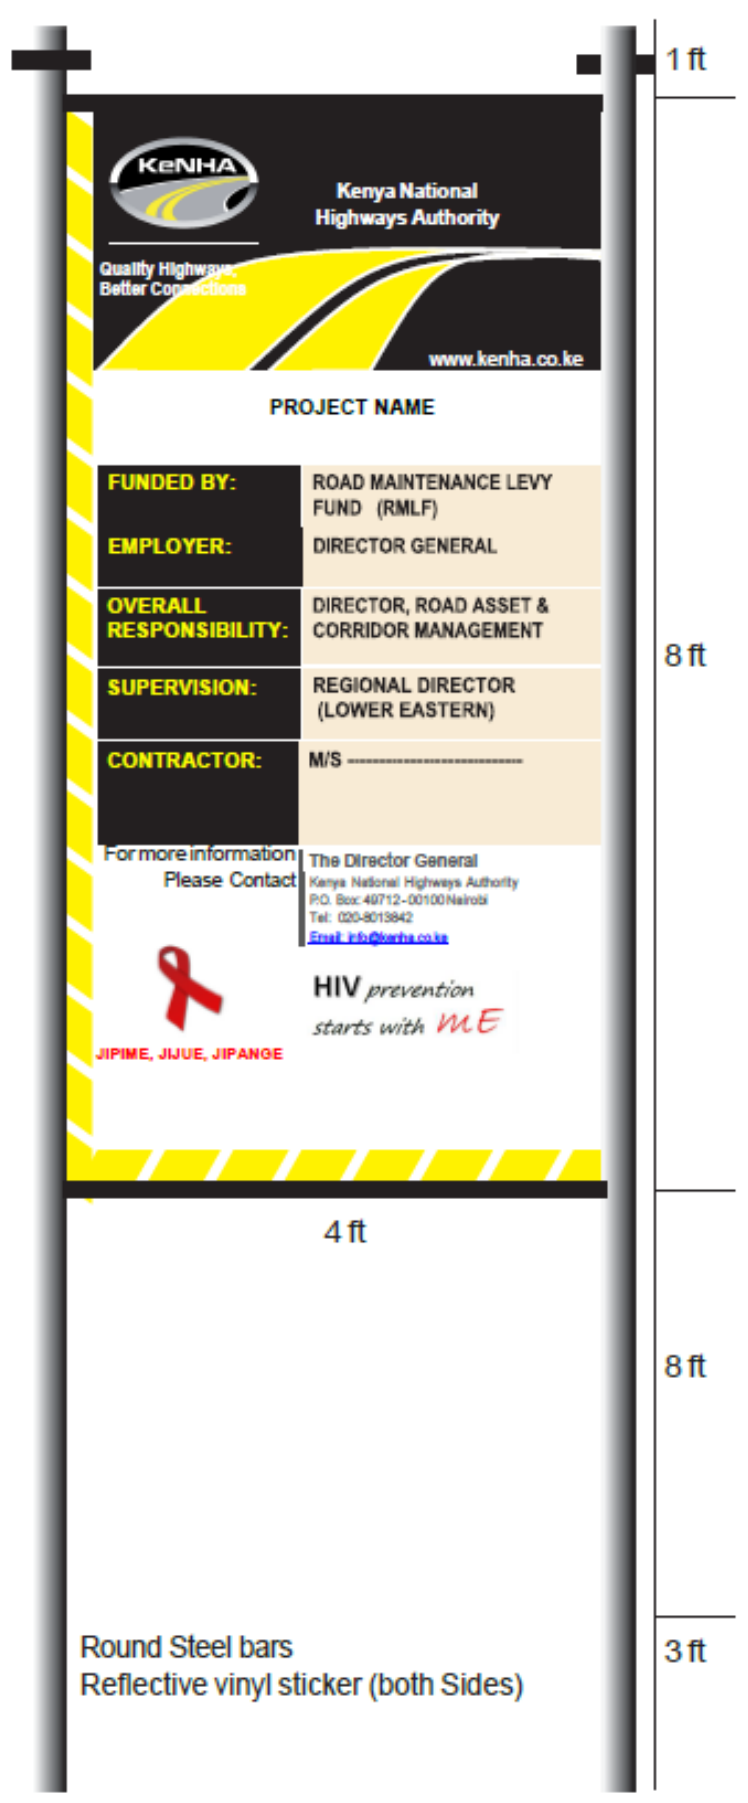 1 ft
KeNHA
Kenya National
Highways Authority
Quality Highways,
Better Connections
www.kenha.co.ke
PROJECT NAME
FUNDED BY:
ROAD MAINTENANCE LEVY
FUND (RMLF)
EMPLOYER:
DIRECTOR GENERAL
OVERALL
RESPONSIBILITY:
DIRECTOR, ROAD ASSET &
CORRIDOR MANAGEMENT
8 ft
SUPERVISION:
REGIONAL DIRECTOR
(LOWER EASTERN)
CONTRACTOR:
M/S ----------------------------
For more information
Please Contact
The Director General
Kenya National Highways Authority
P.O. Box: 49712-00100 Nairobi
Tel: 020-8013842
Email: info@kenha.co.ke
HIV prevention
starts with ME
JIPIME, JIJUE, JIPANGE
4 ft
8 ft
Round Steel bars
Reflective vinyl sticker (both Sides)
3 ft